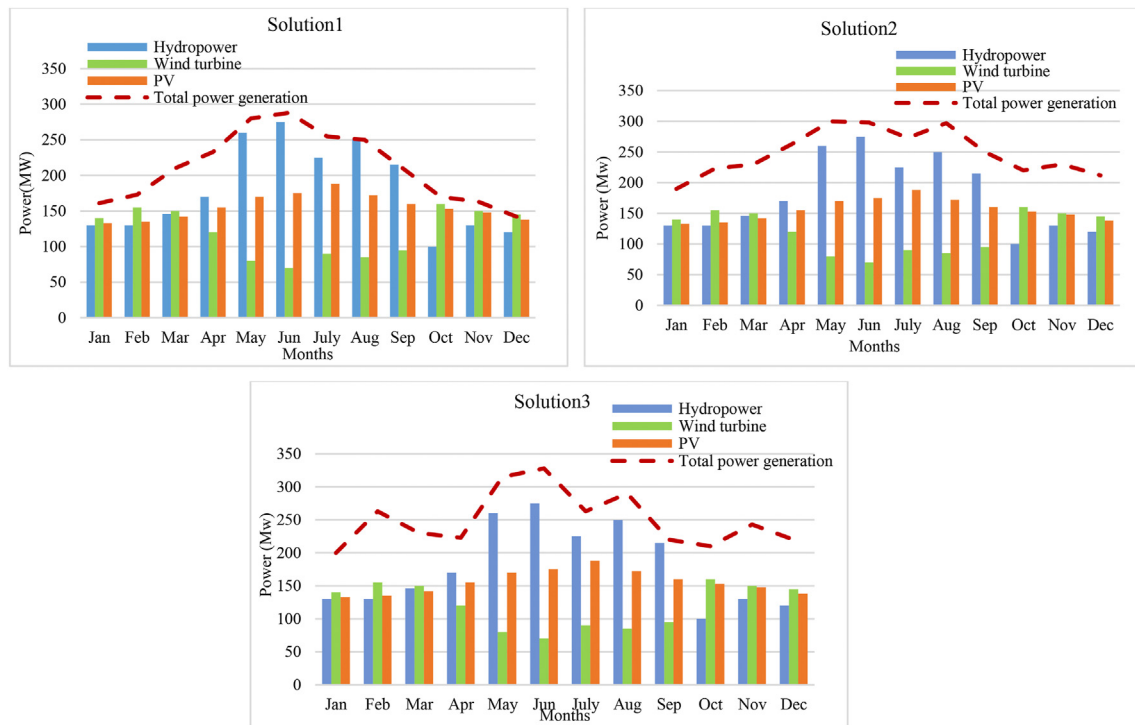 Solution1
Hydropower
Wind turbine
PV
Total power generation
Power(MW)
350
300
250
200
150
100
50
0
Jan Feb Mar Apr May Jun July Aug Sep Oct Nov Dec
Months
Solution2
Hydropower
Wind turbine
PV
Total power generation
Power (Mw)
350
300
250
200
150
100
50
0
Jan Feb Mar Apr May Jun July Aug Sep Oct Nov Dec
Months
Solution3
Hydropower
Wind turbine
PV
Total power generation
Power (Mw)
350
300
250
200
150
100
50
0
Jan Feb Mar Apr May Jun July Aug Sep Oct Nov Dec
Months